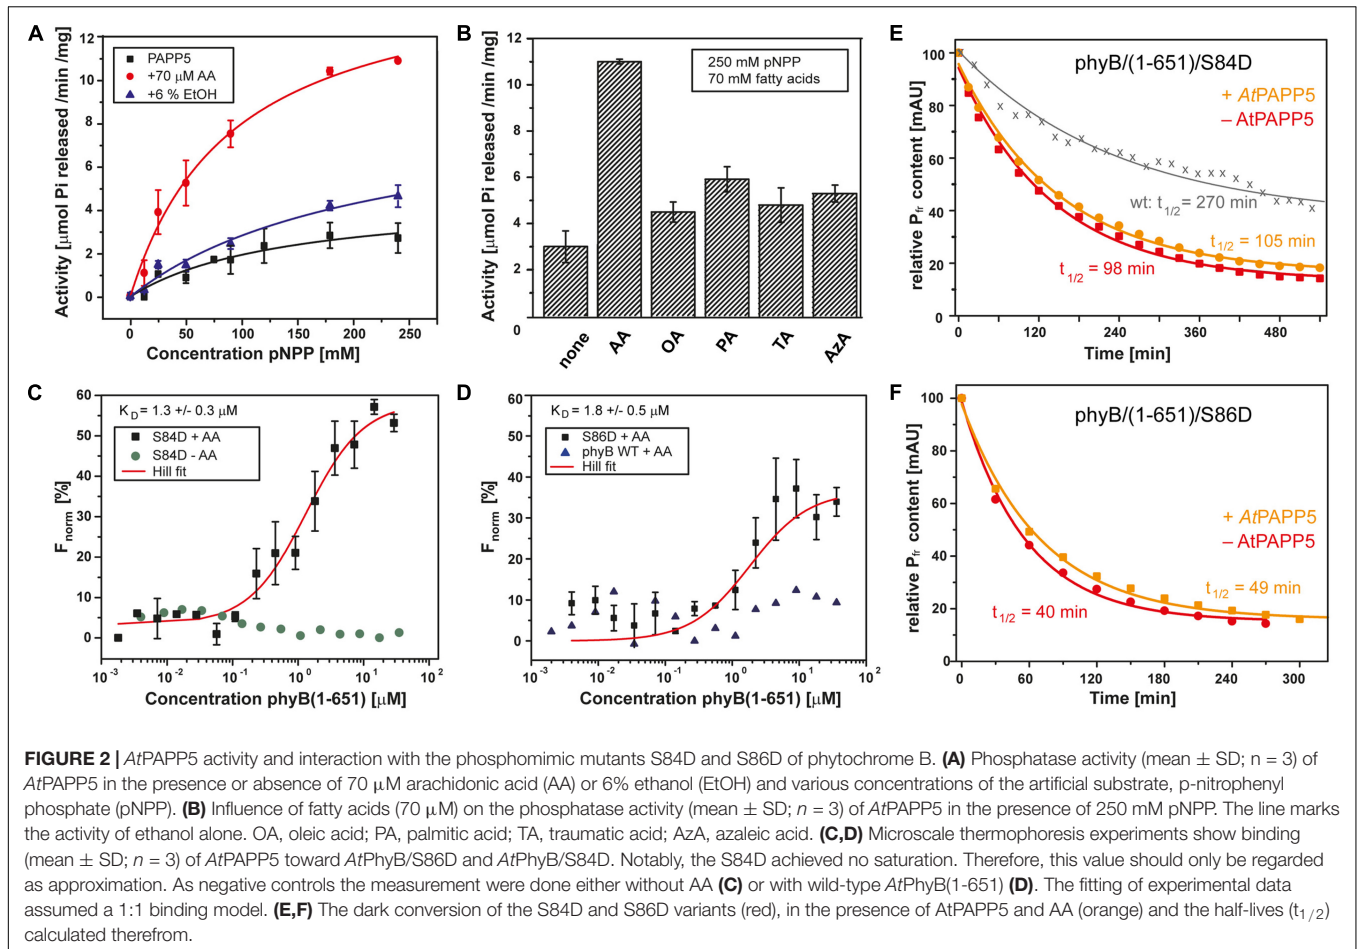 A
Activity [μmol Pi released /min /mg]
12
10
8
6
4
2
0
PAPP5
+70 μM AA
+6 % EtOH
0 50 100 150 200 250
Concentration pNPP [mM]
B
Activity [μmol Pi released /min /mg]
12
10
8
6
4
2
0
250 mM pNPP
70 mM fatty acids
none AA OA PA TA AzA
E
relative Pfr content [mAU]
100
80
60
40
20
0
phyB/(1-651)/S84D
+ AtPAPP5
– AtPAPP5
wt: t1/2= 270 min
t1/2 = 105 min
t1/2 = 98 min
0 120 240 360 480
Time [min]
C
Fnorm [%]
60
50
40
30
20
10
0
KD = 1.3 +/- 0.3 μM
S84D + AA
S84D - AA
Hill fit
10-3 10-2 10-1 100 101 102
Concentration phyB(1-651) [μM]
D
Fnorm [%]
60
50
40
30
20
10
0
KD = 1.8 +/- 0.5 μM
S86D + AA
phyB WT + AA
Hill fit
10-3 10-2 10-1 100 101 102
Concentration phyB(1-651) [μM]
F
relative Pfr content [mAU]
100
80
60
40
20
0
phyB/(1-651)/S86D
+ AtPAPP5
– AtPAPP5
t1/2 = 49 min
t1/2 = 40 min
0 60 120 180 240 300
Time [min]
FIGURE 2 | AtPAPP5 activity and interaction with the phosphomimic mutants S84D and S86D of phytochrome B. (A) Phosphatase activity (mean ± SD; n = 3) of
AtPAPP5 in the presence or absence of 70 μM arachidonic acid (AA) or 6% ethanol (EtOH) and various concentrations of the artificial substrate, p-nitrophenyl
phosphate (pNPP). (B) Influence of fatty acids (70 μM) on the phosphatase activity (mean ± SD; n = 3) of AtPAPP5 in the presence of 250 mM pNPP. The line marks
the activity of ethanol alone. OA, oleic acid; PA, palmitic acid; TA, traumatic acid; AzA, azaleic acid. (C,D) Microscale thermophoresis experiments show binding
(mean ± SD; n = 3) of AtPAPP5 toward AtPhyB/S86D and AtPhyB/S84D. Notably, the S84D achieved no saturation. Therefore, this value should only be regarded
as approximation. As negative controls the measurement were done either without AA (C) or with wild-type AtPhyB(1-651) (D). The fitting of experimental data
assumed a 1:1 binding model. (E,F) The dark conversion of the S84D and S86D variants (red), in the presence of AtPAPP5 and AA (orange) and the half-lives (t1/2)
calculated therefrom.